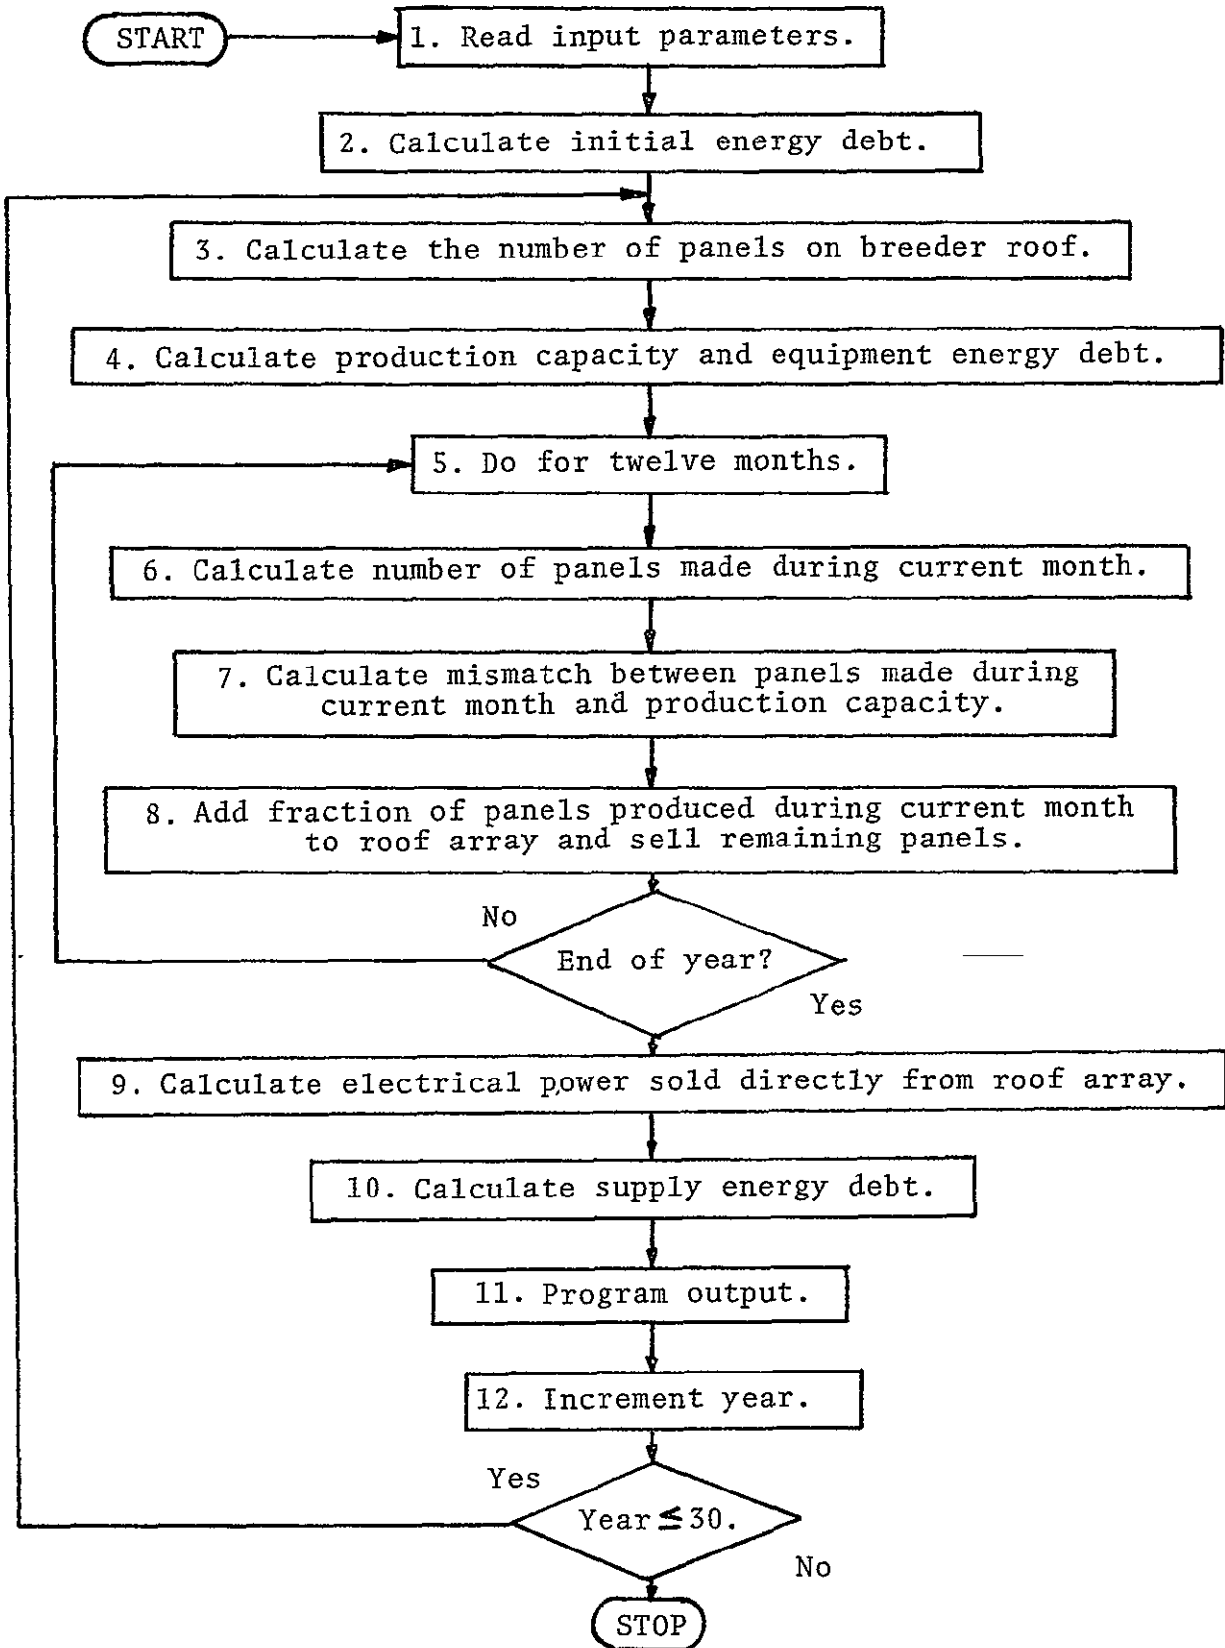 START
1. Read input parameters.
2. Calculate initial energy debt.
3. Calculate the number of panels on breeder roof.
4. Calculate production capacity and equipment energy debt.
5. Do for twelve months.
6. Calculate number of panels made during current month.
7. Calculate mismatch between panels made during
current month and production capacity.
8. Add fraction of panels produced during current month
to roof array and sell remaining panels.
No
End of year?
Yes
9. Calculate electrical power sold directly from roof array.
10. Calculate supply energy debt.
11. Program output.
12. Increment year.
Yes
Year ≤ 30.
No
STOP